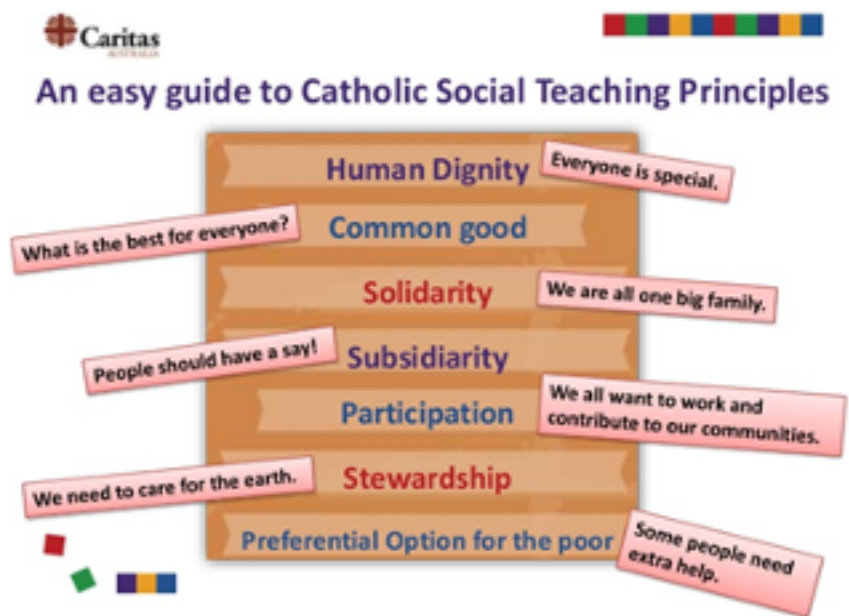 Caritas
AUSTRALIA
An easy guide to Catholic Social Teaching Principles
Human Dignity
Everyone is special.
What is the best for everyone?
Common good
Solidarity
We are all one big family.
People should have a say!
Subsidiarity
Participation
We all want to work and
contribute to our communities.
We need to care for the earth.
Stewardship
Preferential Option for the poor
Some people need
extra help.